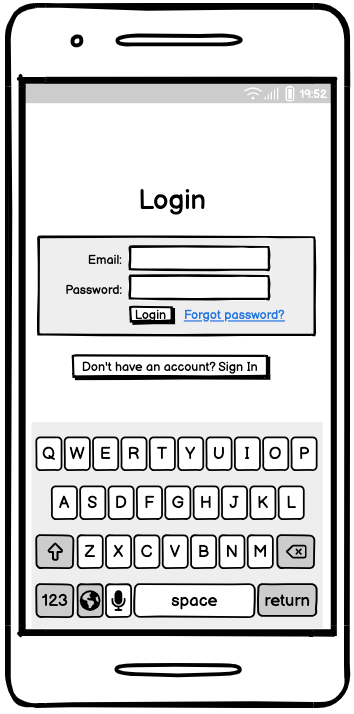 19:52
Login
Email:
Password:
Login Forgot password?
Don't have an account? Sign In
Q W E R T Y U I O P
A S D F G H J K L
Z X C V B N M
123 space return